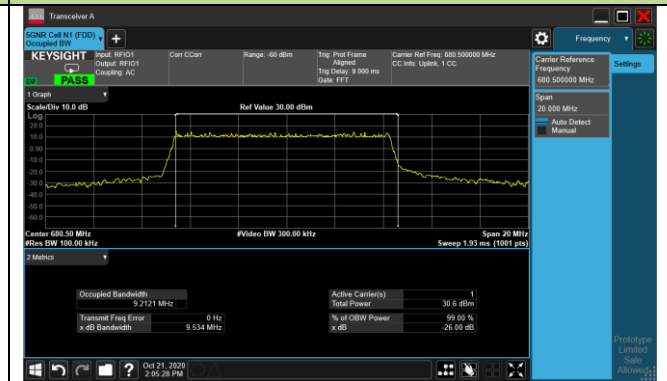 Transceiver A
5GNR Cell N1 (FDD)
Occupied BW
Frequency
KEYSIGHT
PASS
Input: RFIO1
Output: RFIO1
Coupling: AC
Corr CCorr
Range: -60 dBm
Trig: Prot Frame
Aligned
Trig Delay: 9.000 ms
Gate: FFT
Carrier Ref Freq: 680.500000 MHz
CC Info: Uplink, 1 CC
Carrier Reference
Frequency
680.500000 MHz
Settings
Span
20.000 MHz
Auto Detect
Manual
1 Graph
Scale/Div 10.0 dB
Ref Value 30.00 dBm
Log
20.0
10.0
0.00
-10.0
-20.0
-30.0
-40.0
-50.0
-60.0
Center 680.50 MHz
#Video BW 300.00 kHz
Span 20 MHz
#Res BW 100.00 kHz
Sweep 1.93 ms (1001 pts)
2 Metrics
Occupied Bandwidth
9.2121 MHz
Active Carrier(s) 1
Total Power 30.6 dBm
Transmit Freq Error 0 Hz
x dB Bandwidth 9.534 MHz
% of OBW Power 99.00 %
x dB -26.00 dB
Prototype
Limited
Sale
Allowed
Oct 21, 2020
2:05:28 PM